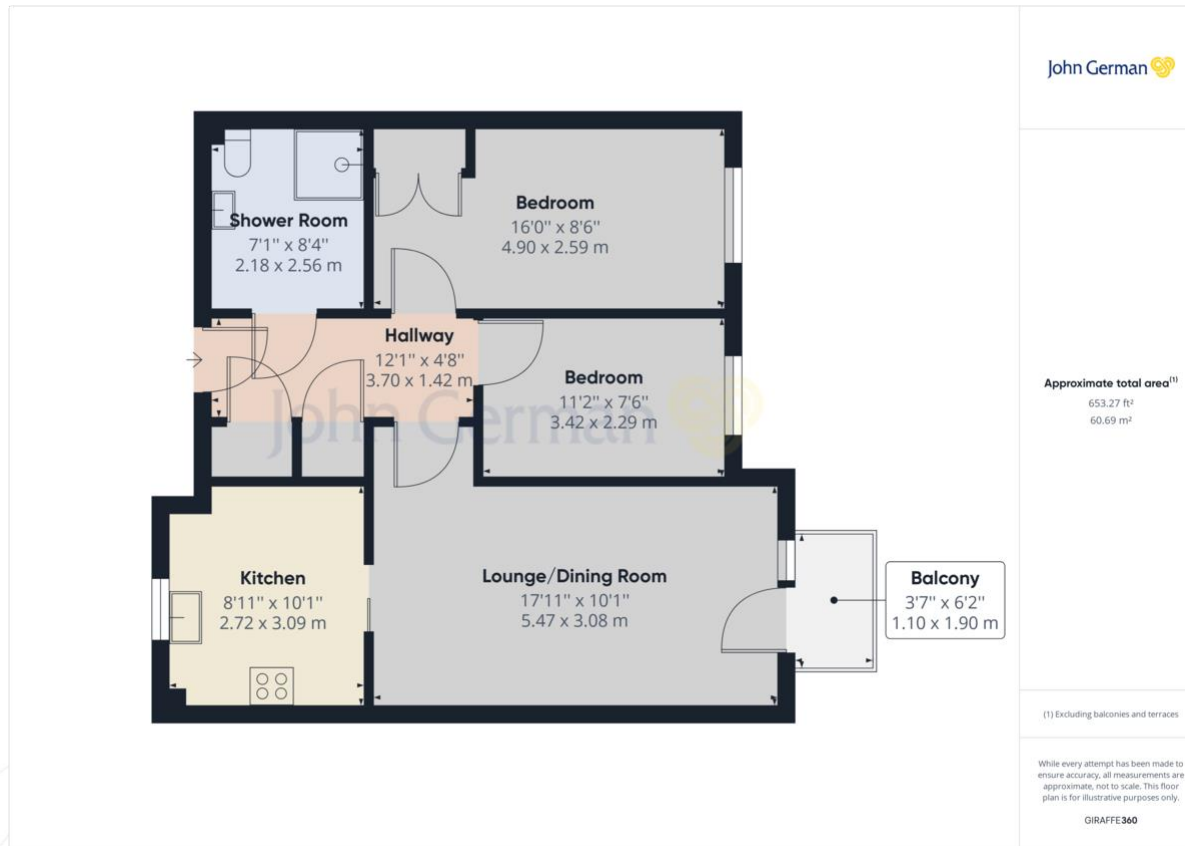 John German
Shower Room
7'1" x 8'4"
2.18 x 2.56 m
Bedroom
16'0" x 8'6"
4.90 x 2.59 m
Hallway
12'1" x 4'8"
3.70 x 1.42 m
Bedroom
11'2" x 7'6"
3.42 x 2.29 m
John German
Kitchen
8'11" x 10'1"
2.72 x 3.09 m
Lounge/Dining Room
17'11" x 10'1"
5.47 x 3.08 m
Balcony
3'7" x 6'2"
1.10 x 1.90 m
Approximate total area(1)
653.27 ft²
60.69 m²
(1) Excluding balconies and terraces
While every attempt has been made to
ensure accuracy, all measurements are
approximate, not to scale. This floor
plan is for illustrative purposes only.
GIRAFFE360